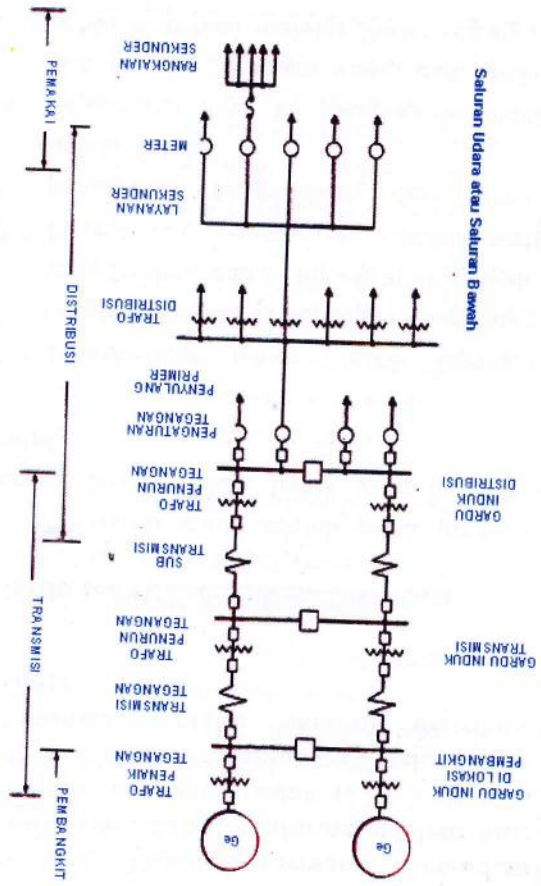 Ge
Ge
GARDU INDUK
DI LOKASI
PEMBANGKIT
TRAFO
PENAIK
TEGANGAN
PEMBANGKIT
TRANSMISI
TEGANGAN
TRANSMISI
GARDU INDUK
TRANSMISI
TRAFO
PENURUN
TEGANGAN
SUB
TRANSMISI
GARDU
INDUK
DISTRIBUSI
TRAFO
PENURUN
TEGANGAN
PENGATURAN
TEGANGAN
PENYULANG
PRIMER
DISTRIBUSI
TRAFO
DISTRIBUSI
Saluran Udara atau Saluran Bawah
LAYANAN
SEKUNDER
METER
PEMAKAI
RANGKAIAN
SEKUNDER